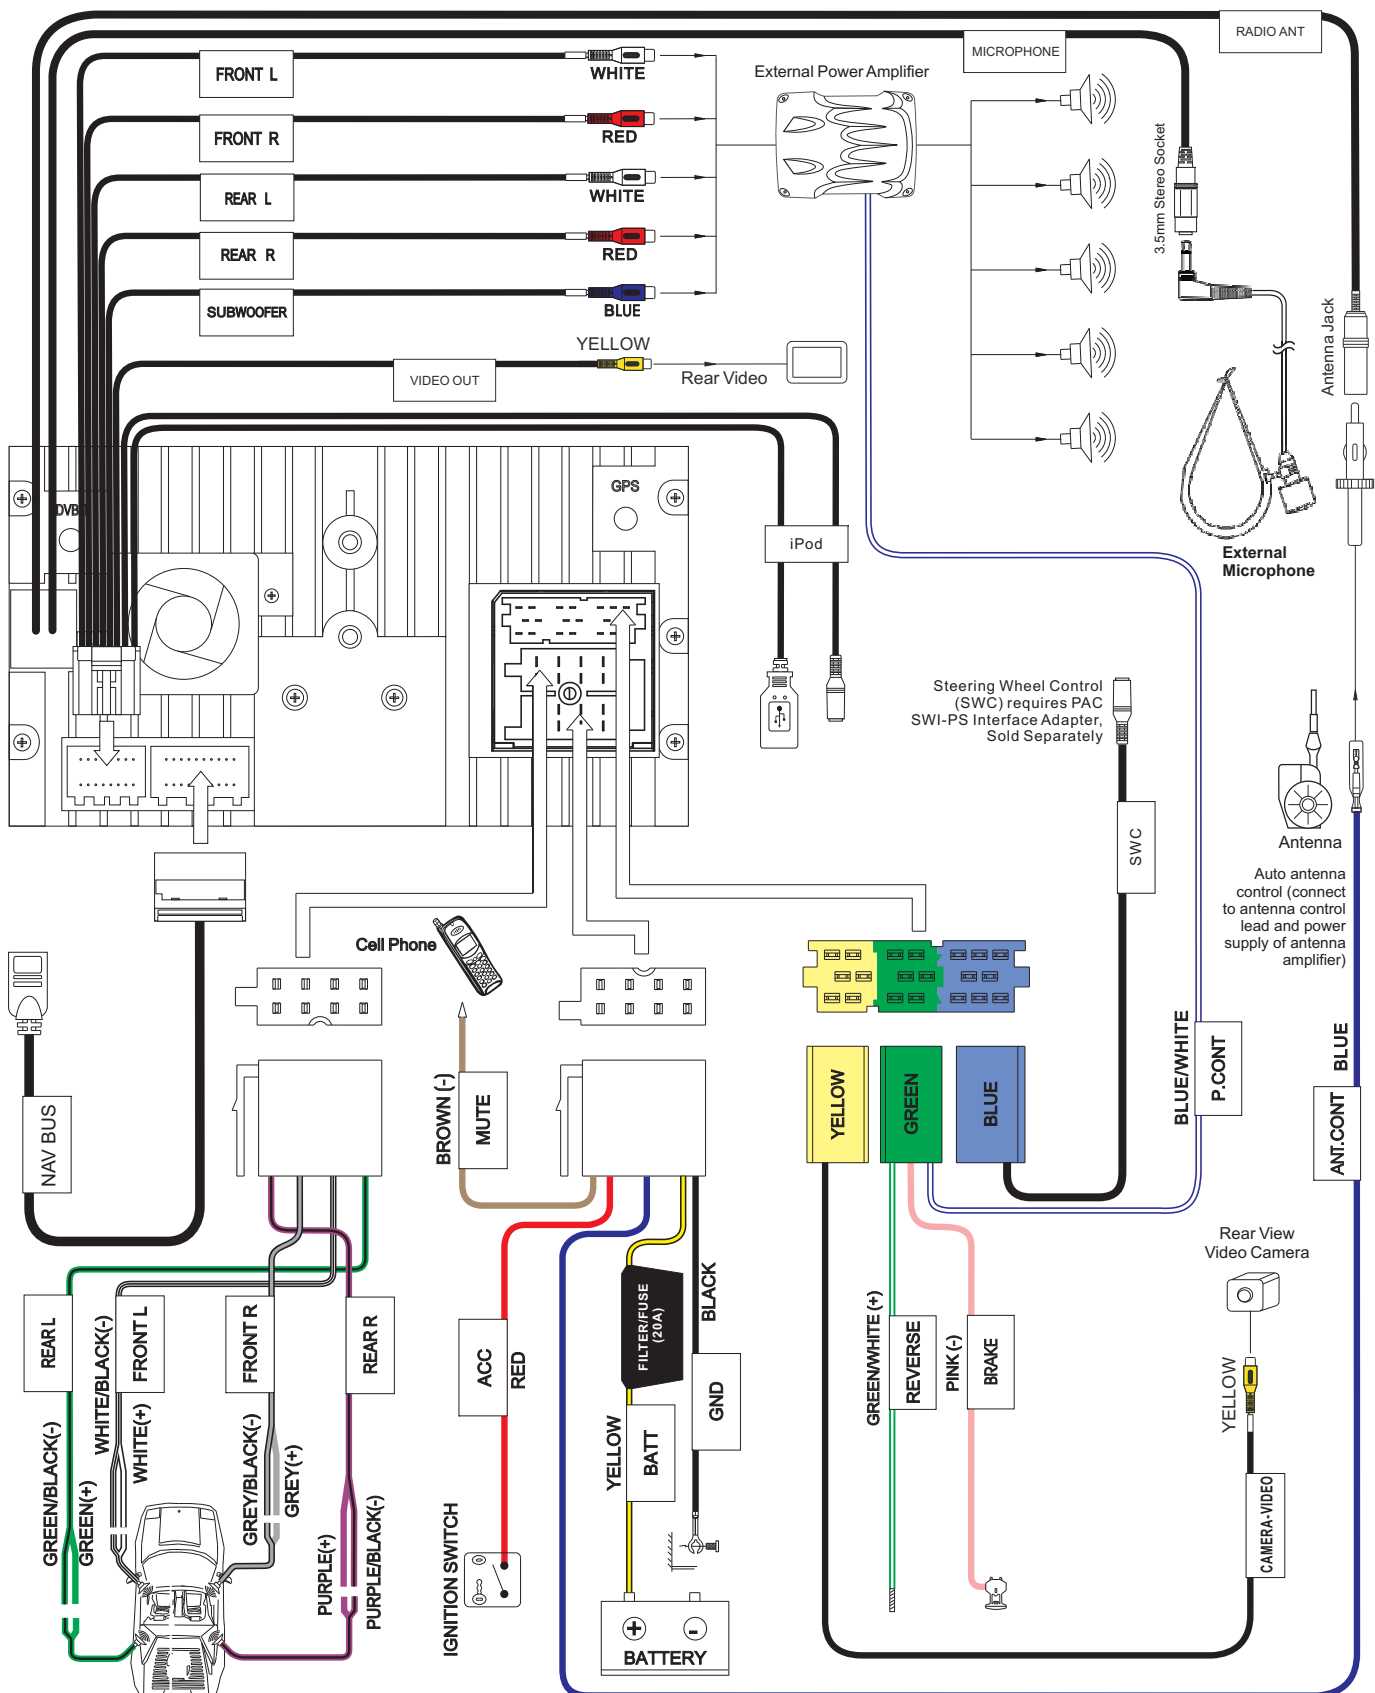 RADIO ANT
MICROPHONE
FRONT L
WHITE
External Power Amplifier
FRONT R
RED
REAR L
WHITE
3.5mm Stereo Socket
REAR R
RED
SUBWOOFER
BLUE
YELLOW
VIDEO OUT
Rear Video
Antenna Jack
GPS
DVB
iPod
External
Microphone
Steering Wheel Control
(SWC) requires PAC
SWI-PS Interface Adapter,
Sold Separately
SWC
Antenna
Auto antenna
control (connect
to antenna control
lead and power
supply of antenna
amplifier)
Cell Phone
NAV BUS
BROWN (-)
MUTE
YELLOW
GREEN
BLUE
BLUE/WHITE
P.CONT
BLUE
ANT.CONT
Rear View
Video Camera
REAR L
WHITE/BLACK(-)
FRONT L
FRONT R
REAR R
ACC
RED
FILTER/FUSE
(20A)
BLACK
GND
GREEN/WHITE (+)
REVERSE
PINK (-)
BRAKE
YELLOW
GREEN/BLACK(-)
GREEN(+)
WHITE(+)
GREY/BLACK(-)
GREY(+)
PURPLE(+)
PURPLE/BLACK(-)
YELLOW
BATT
IGNITION SWITCH
CAMERA-VIDEO
+
-
BATTERY